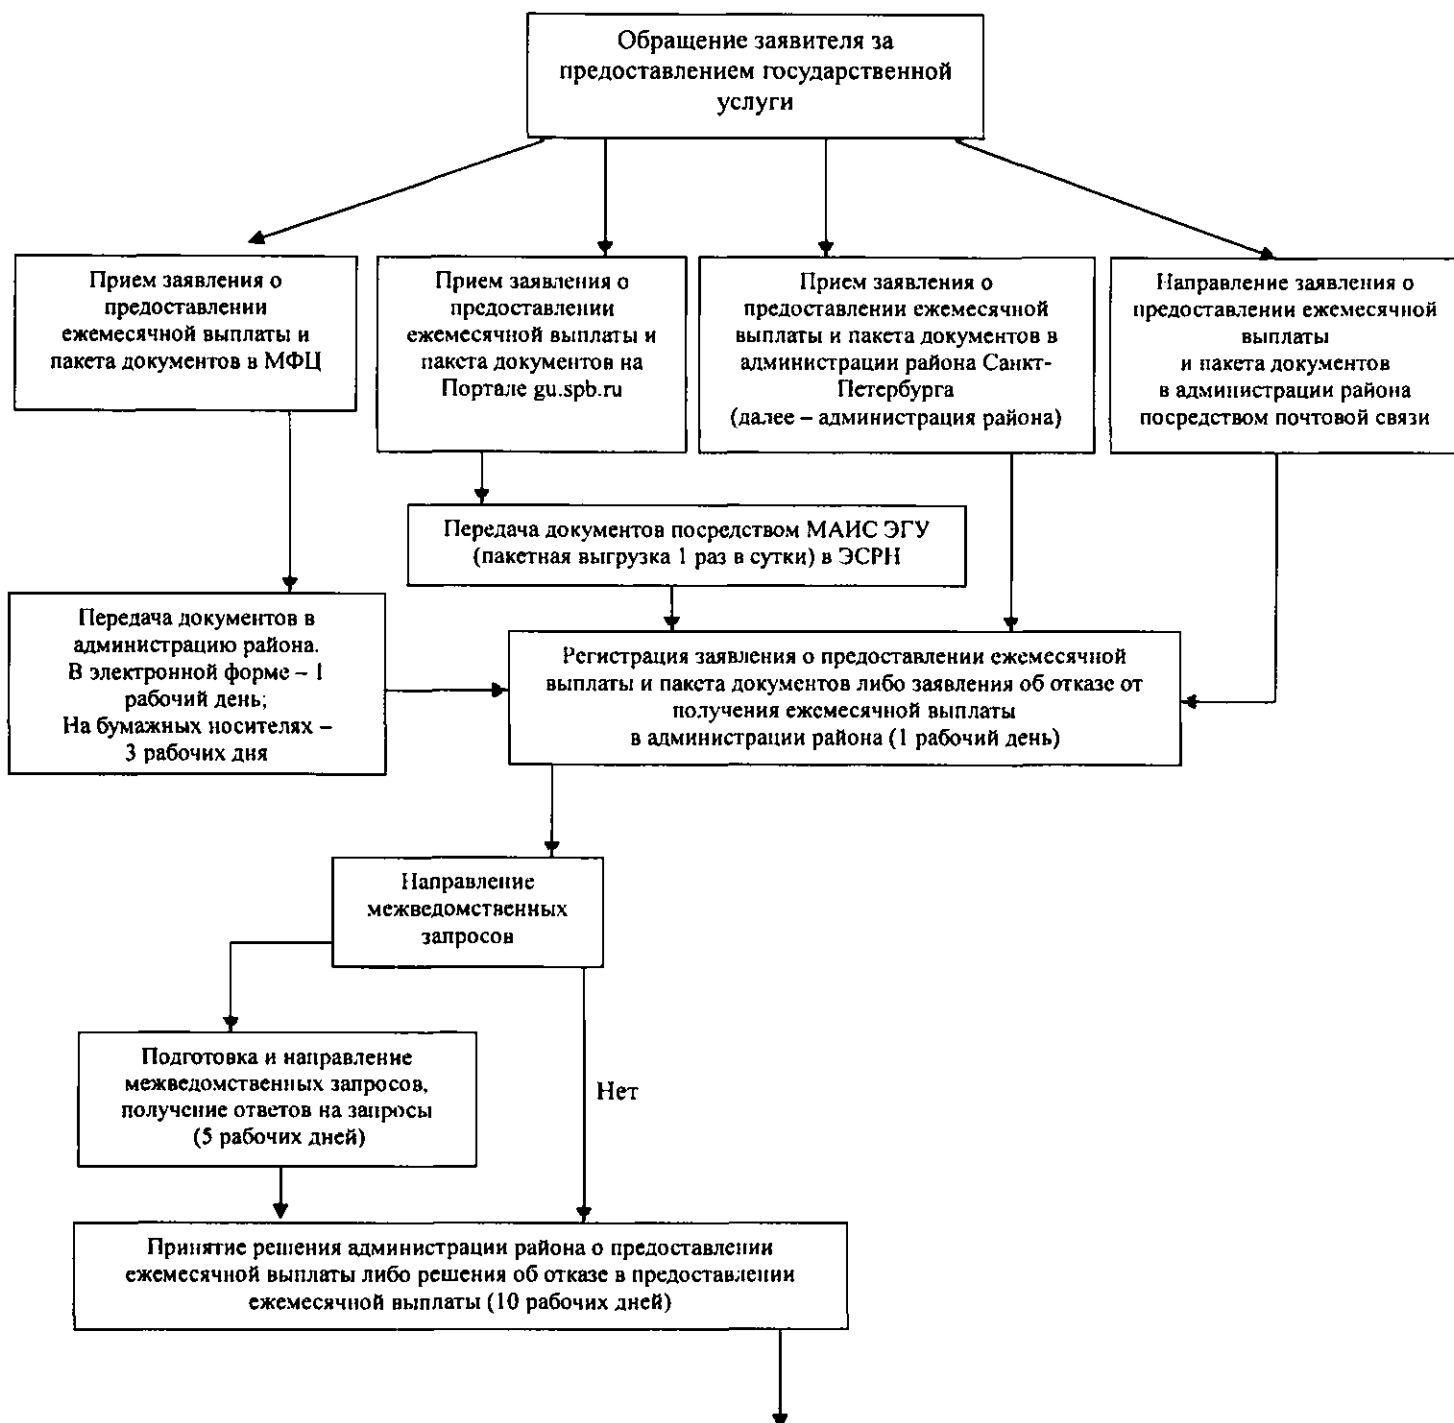 Обращение заявителя за
предоставлением государственной
услуги
Прием заявления о
предоставлении
ежемесячной выплаты и
пакета документов в МФЦ
Прием заявления о
предоставлении
ежемесячной выплаты и
пакета документов на
Портале gu.spb.ru
Прием заявления о
предоставлении ежемесячной
выплаты и пакета документов в
администрации района Санкт-
Петербурга
(далее – администрация района)
Направление заявления о
предоставлении ежемесячной
выплаты
и пакета документов
в администрации района
посредством почтовой связи
Передача документов посредством МАИС ЭГУ
(пакетная выгрузка 1 раз в сутки) в ЭСРН
Передача документов в
администрацию района.
В электронной форме – 1
рабочий день;
На бумажных носителях –
3 рабочих дня
Регистрация заявления о предоставлении ежемесячной
выплаты и пакета документов либо заявления об отказе от
получения ежемесячной выплаты
в администрации района (1 рабочий день)
Направление
межведомственных
запросов
Подготовка и направление
межведомственных запросов,
получение ответов на запросы
(5 рабочих дней)
Нет
Принятие решения администрации района о предоставлении
ежемесячной выплаты либо решения об отказе в предоставлении
ежемесячной выплаты (10 рабочих дней)